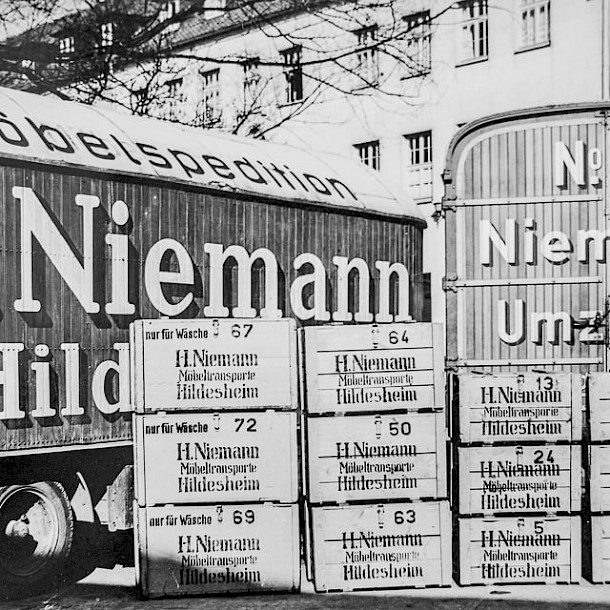 öbelspedition
Niemann
Hild
No
Niem
Umz
nur für Wäsche 67
H.Niemann
Möbeltransporte
Hildesheim
nur für Wäsche 72
H.Niemann
Möbeltransporte
Hildesheim
nur für Wäsche 69
H.Niemann
Möbeltransporte
Hildesheim
64
H.Niemann
Möbeltransporte
Hildesheim
50
H.Niemann
Möbeltransporte
Hildesheim
63
H.Niemann
Möbeltransporte
Hildesheim
13
H.Niemann
Möbeltransporte
Hildesheim
24
H.Niemann
Möbeltransporte
Hildesheim
5
H.Niemann
Möbeltransporte
Hildesheim